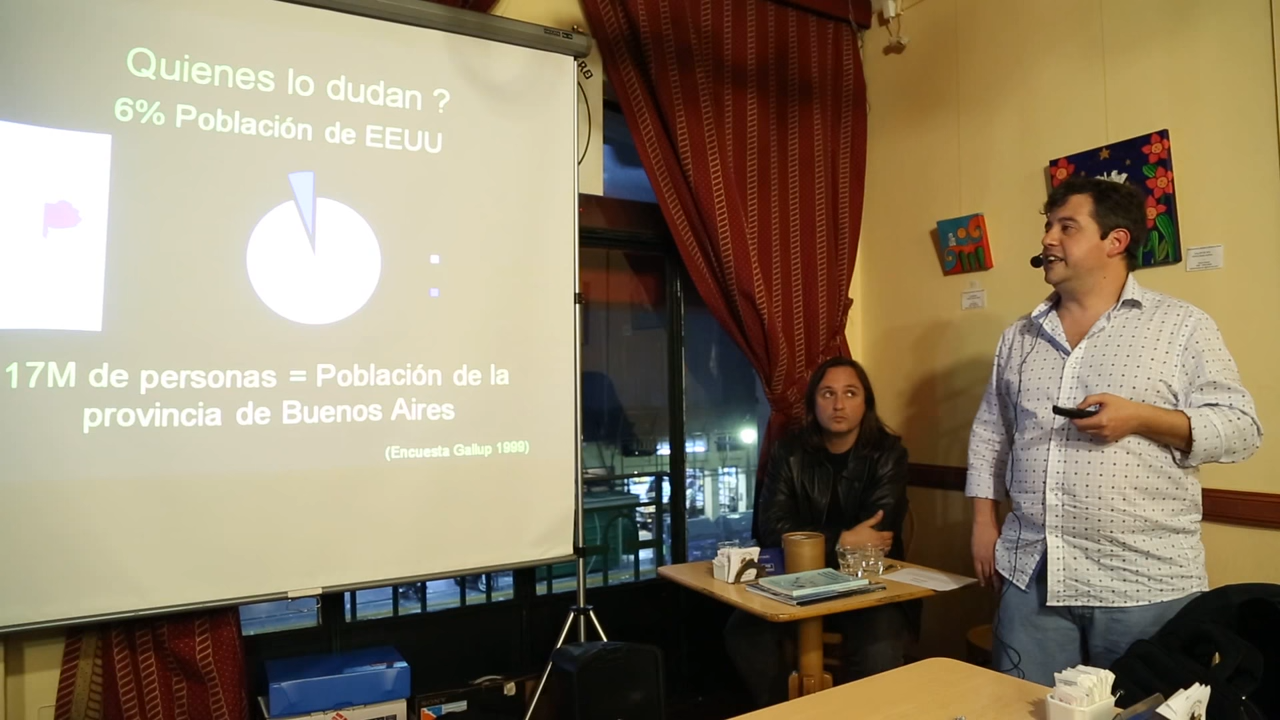 Quienes lo dudan ?
6% Población de EEUU
17M de personas = Población de la
provincia de Buenos Aires
(Encuesta Gallup 1999)
SONY